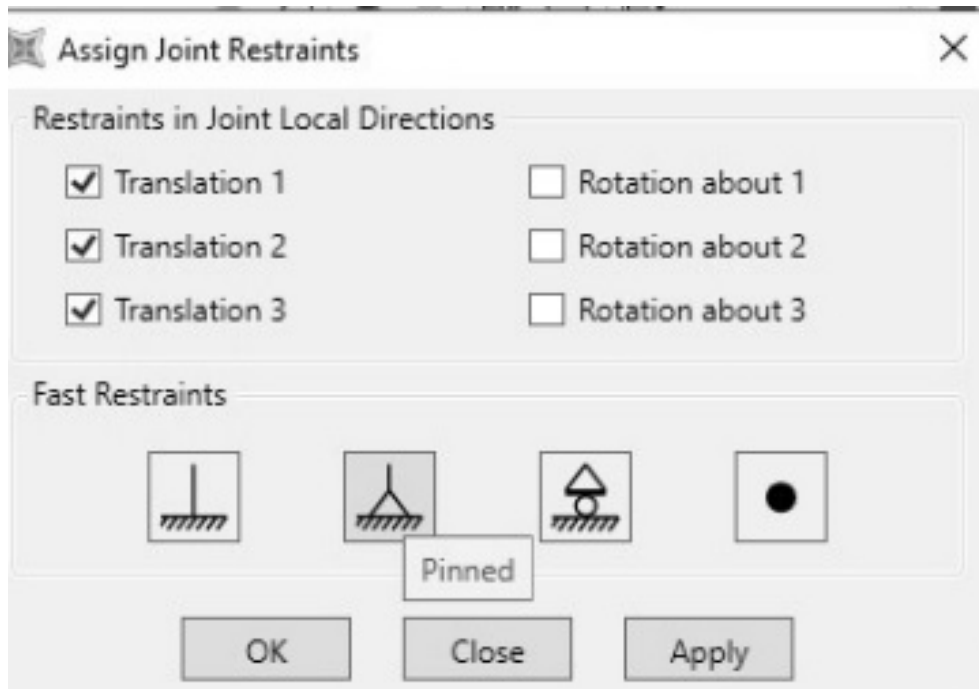 Assign Joint Restraints
Restraints in Joint Local Directions
Translation 1
Rotation about 1
Translation 2
Rotation about 2
Translation 3
Rotation about 3
Fast Restraints
Pinned
OK
Close
Apply